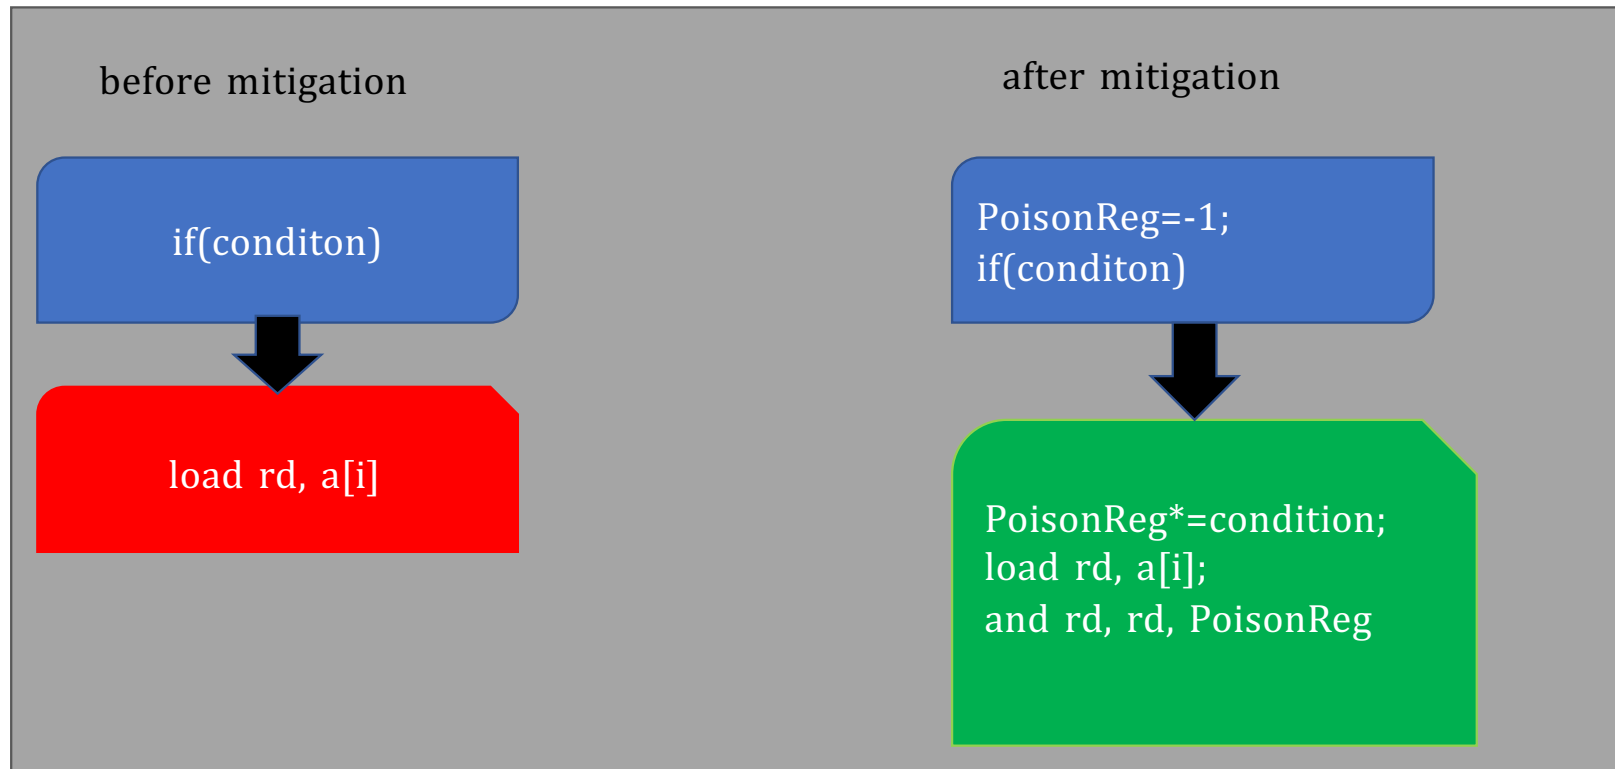 before mitigation
if(conditon)
load rd, a[i]
after mitigation
PoisonReg=-1;
if(conditon)
PoisonReg*=condition;
load rd, a[i];
and rd, rd, PoisonReg